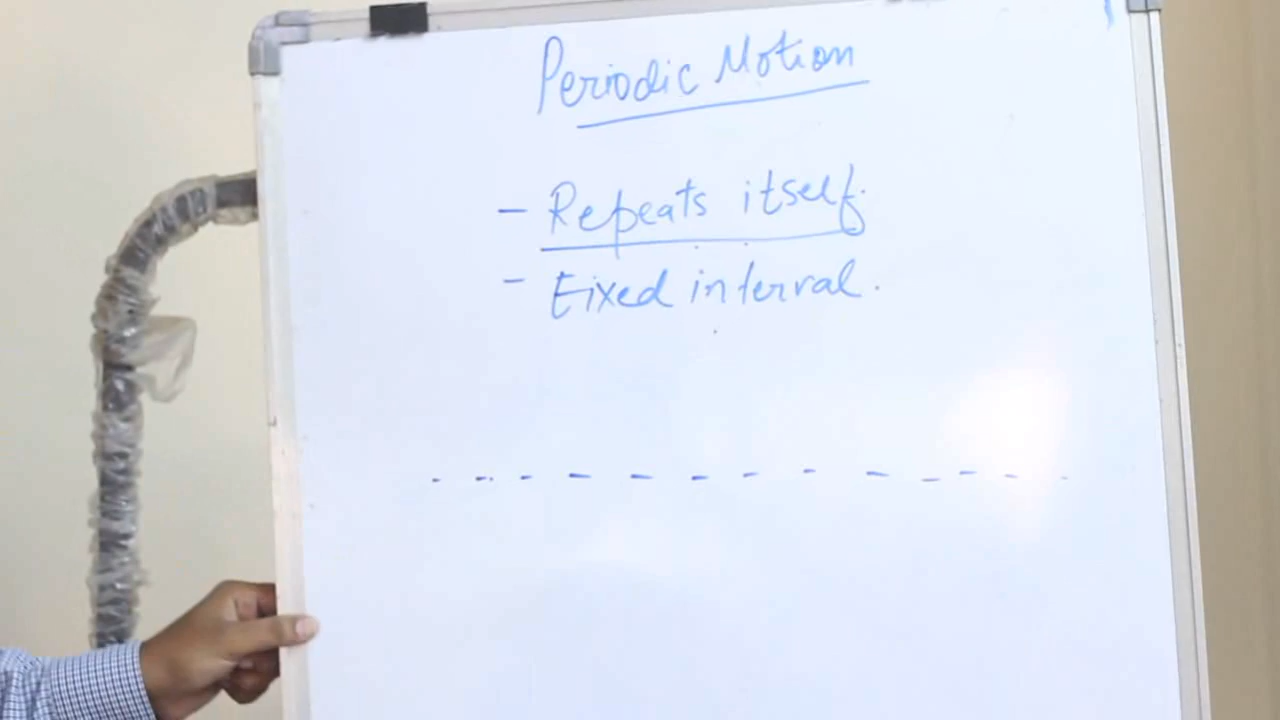 Periodic Motion
- Repeats itself.
- Fixed interval.